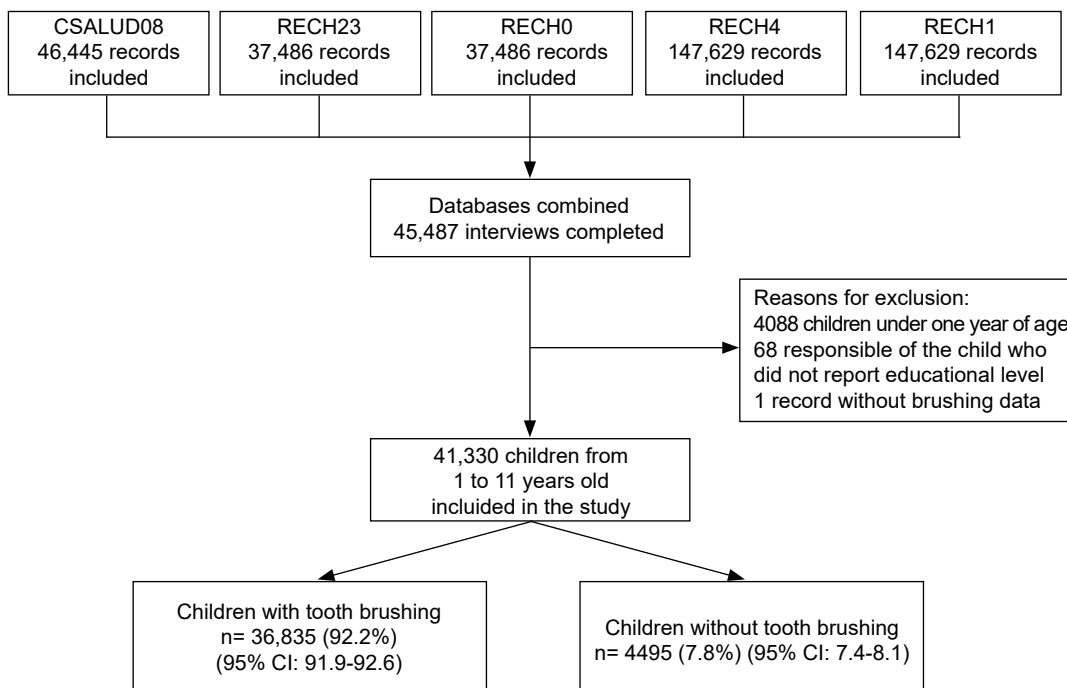 CSALUD08
46,445 records
included
RECH23
37,486 records
included
RECH0
37,486 records
included
RECH4
147,629 records
included
RECH1
147,629 records
included
Databases combined
45,487 interviews completed
Reasons for exclusion:
4088 children under one year of age
68 responsible of the child who
did not report educational level
1 record without brushing data
41,330 children from
1 to 11 years old
incluided in the study
Children with tooth brushing
n= 36,835 (92.2%)
(95% CI: 91.9-92.6)
Children without tooth brushing
n= 4495 (7.8%) (95% CI: 7.4-8.1)